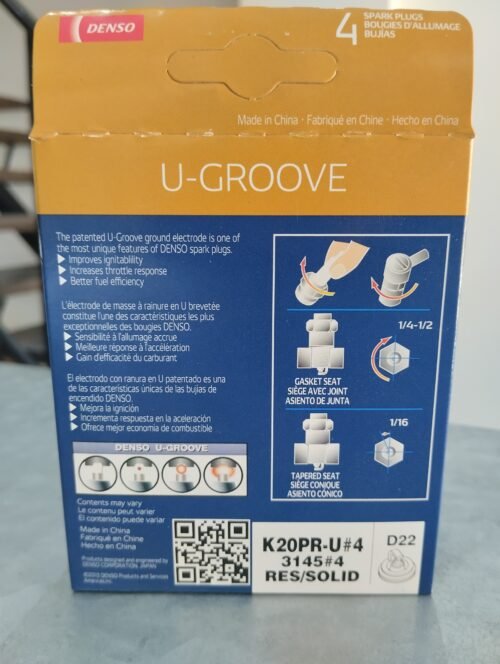 DENSO
4 SPARK PLUGS
BOUGIES D'ALLUMAGE
BUJÍAS
Made in China · Fabriqué en Chine · Hecho en China
U-GROOVE
The patented U-Groove ground electrode is one of
the most unique features of DENSO spark plugs.
▶ Improves ignitability
▶ Increases throttle response
▶ Better fuel efficiency
L'électrode de masse à rainure en U brevetée
constitue l'une des caractéristiques les plus
exceptionnelles des bougies DENSO.
▶ Sensibilité à l'allumage accrue
▶ Meilleure réponse à l'accélération
▶ Gain d'efficacité du carburant
El electrodo con ranura en U patentado es una
de las características únicas de las bujías de
encendido DENSO.
▶ Mejora la ignición
▶ Incrementa respuesta en la aceleración
▶ Ofrece mejor economia de combustible
DENSO U-GROOVE
Contents may vary
Le contenu peut varier
El contenido puede variar
Made in China
Fabriqué en Chine
Hecho en China
Products designed and engineered by
DENSO CORPORATION, JAPAN
DENSO Products and Services
1/4-1/2
GASKET SEAT
SIÈGE AVEC JOINT
ASIENTO DE JUNTA
1/16
TAPERED SEAT
SIÈGE CONIQUE
ASIENTO CÓNICO
K20PR-U#4
3145#4
RES/SOLID
D22